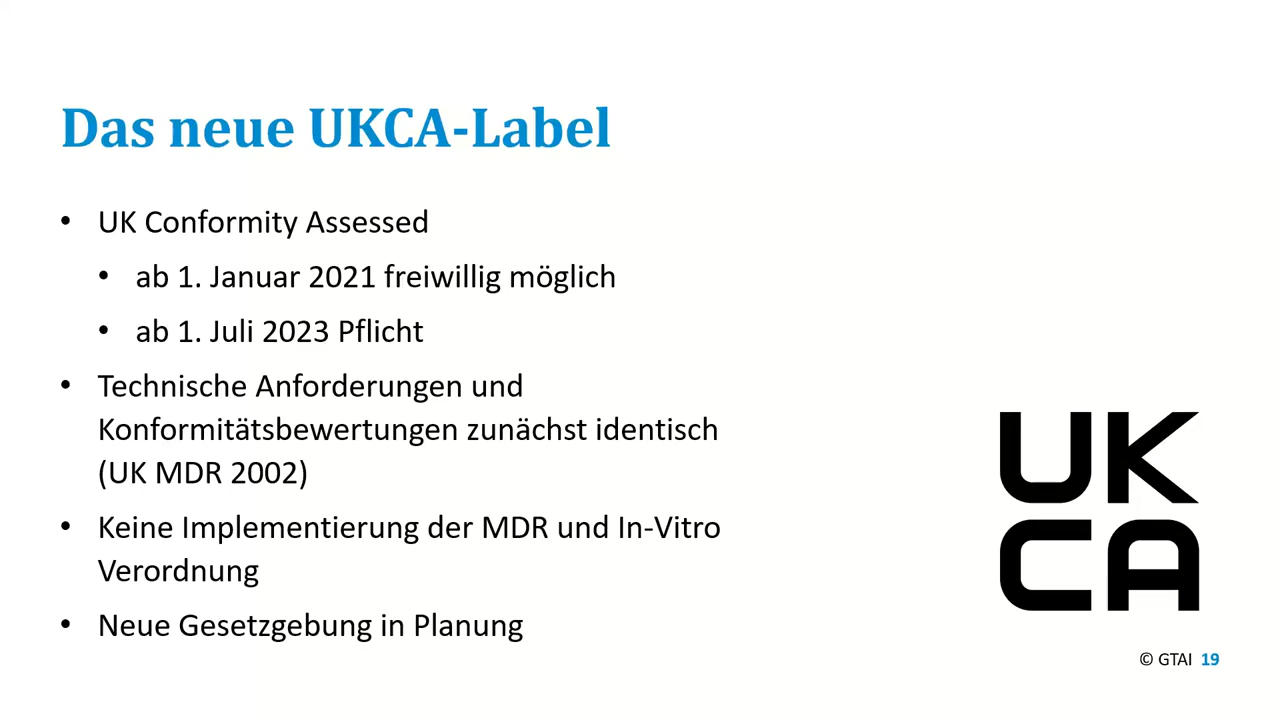 Das neue UKCA-Label
• UK Conformity Assessed
• ab 1. Januar 2021 freiwillig möglich
• ab 1. Juli 2023 Pflicht
• Technische Anforderungen und
Konformitätsbewertungen zunächst identisch
(UK MDR 2002)
• Keine Implementierung der MDR und In-Vitro
Verordnung
• Neue Gesetzgebung in Planung
UK
CA
© GTAI 19